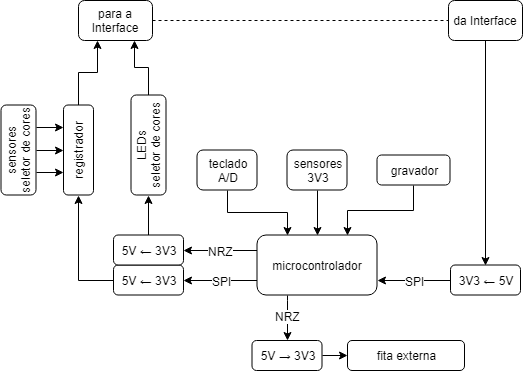 para a
Interface
da Interface
sensores
seletor de cores
registrador
LEDs
seletor de cores
teclado
A/D
sensores
3V3
gravador
5V ← 3V3
NRZ
microcontrolador
5V ← 3V3
SPI
SPI
3V3 ← 5V
NRZ
5V → 3V3
fita externa